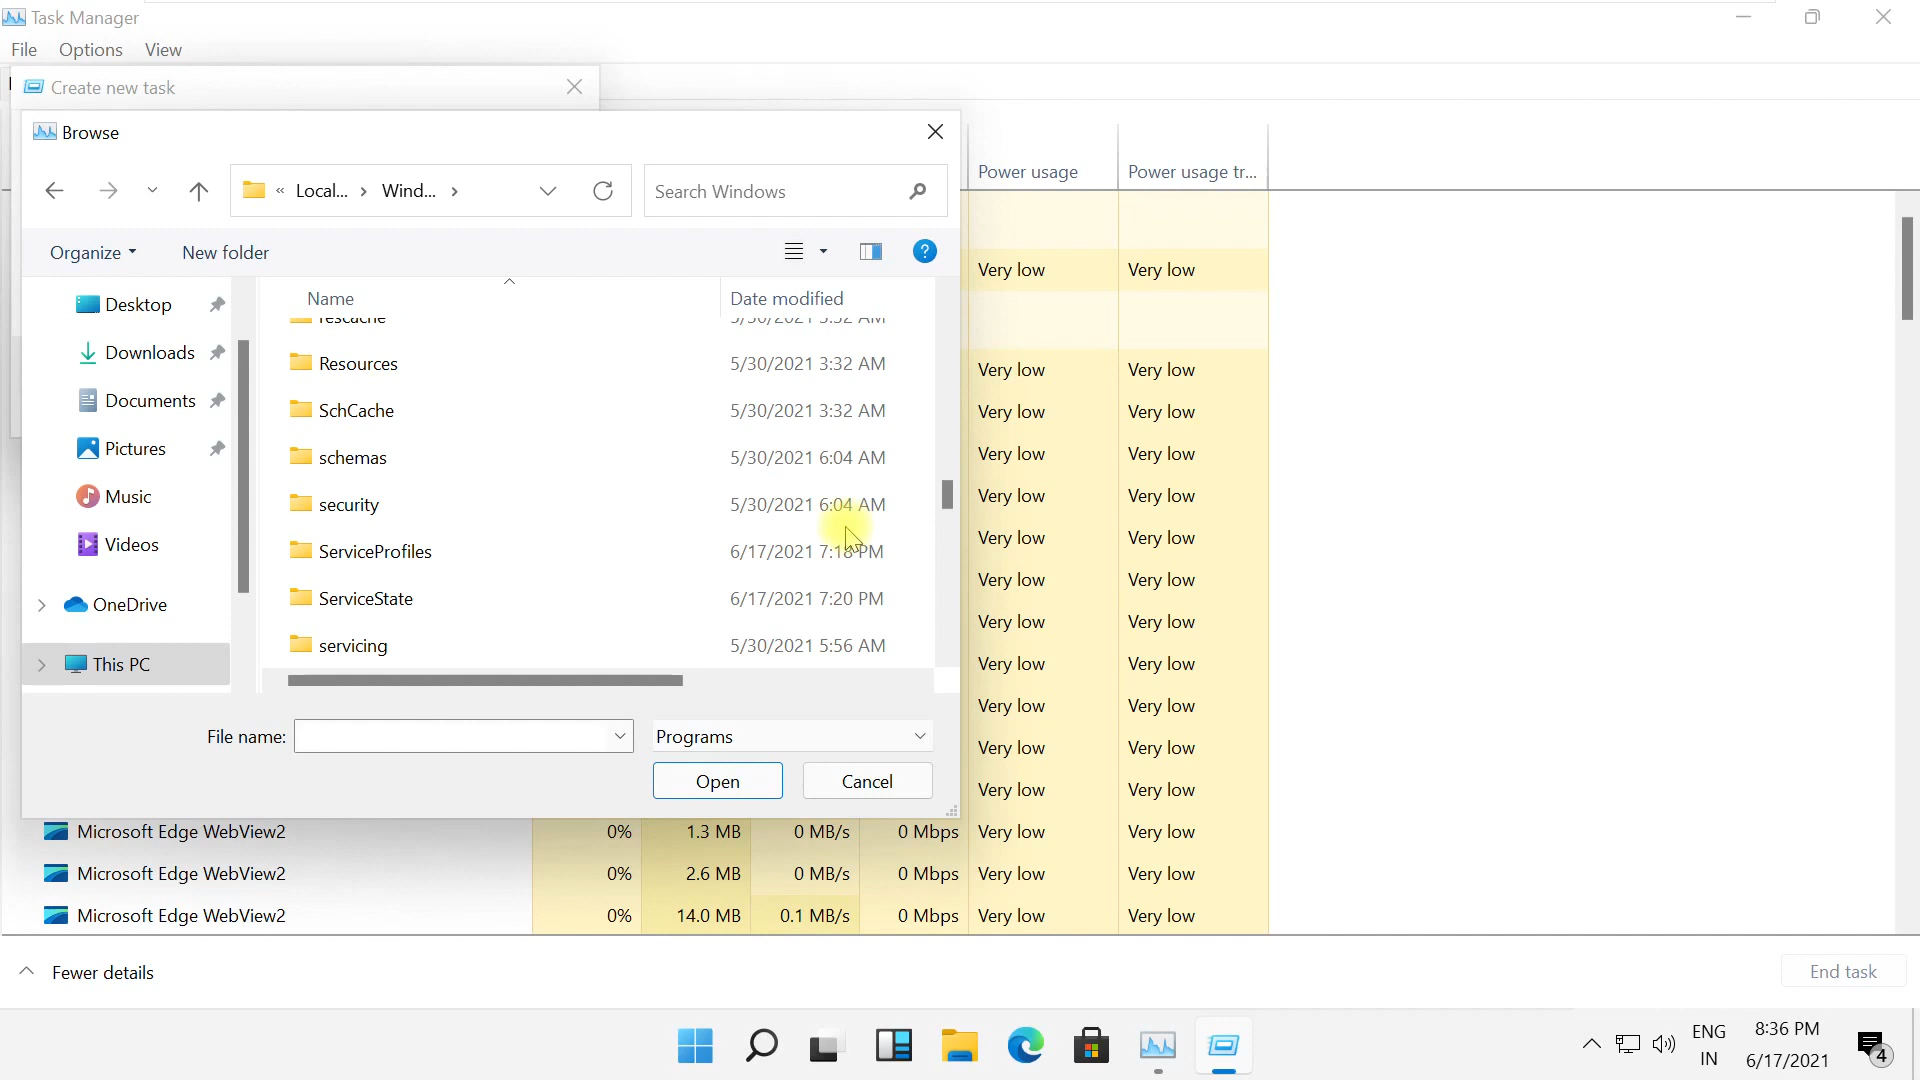 Task Manager
File Options View
Create new task
Browse
« Local... > Wind... >
Search Windows
Power usage
Power usage tr...
Organize
New folder
Name
Date modified
Desktop
Downloads
Documents
Pictures
Music
Videos
OneDrive
This PC
rescache 5/30/2021 3:32 AM
Resources 5/30/2021 3:32 AM
SchCache 5/30/2021 3:32 AM
schemas 5/30/2021 6:04 AM
security 5/30/2021 6:04 AM
ServiceProfiles 6/17/2021 7:18 PM
ServiceState 6/17/2021 7:20 PM
servicing 5/30/2021 5:56 AM
File name:
Programs
Open
Cancel
Very low Very low
Very low Very low
Very low Very low
Very low Very low
Very low Very low
Very low Very low
Very low Very low
Very low Very low
Very low Very low
Very low Very low
Very low Very low
Very low Very low
Microsoft Edge WebView2 0% 1.3 MB 0 MB/s 0 Mbps Very low Very low
Microsoft Edge WebView2 0% 2.6 MB 0 MB/s 0 Mbps Very low Very low
Microsoft Edge WebView2 0% 14.0 MB 0.1 MB/s 0 Mbps Very low Very low
Fewer details
End task
ENG
IN
8:36 PM
6/17/2021
4